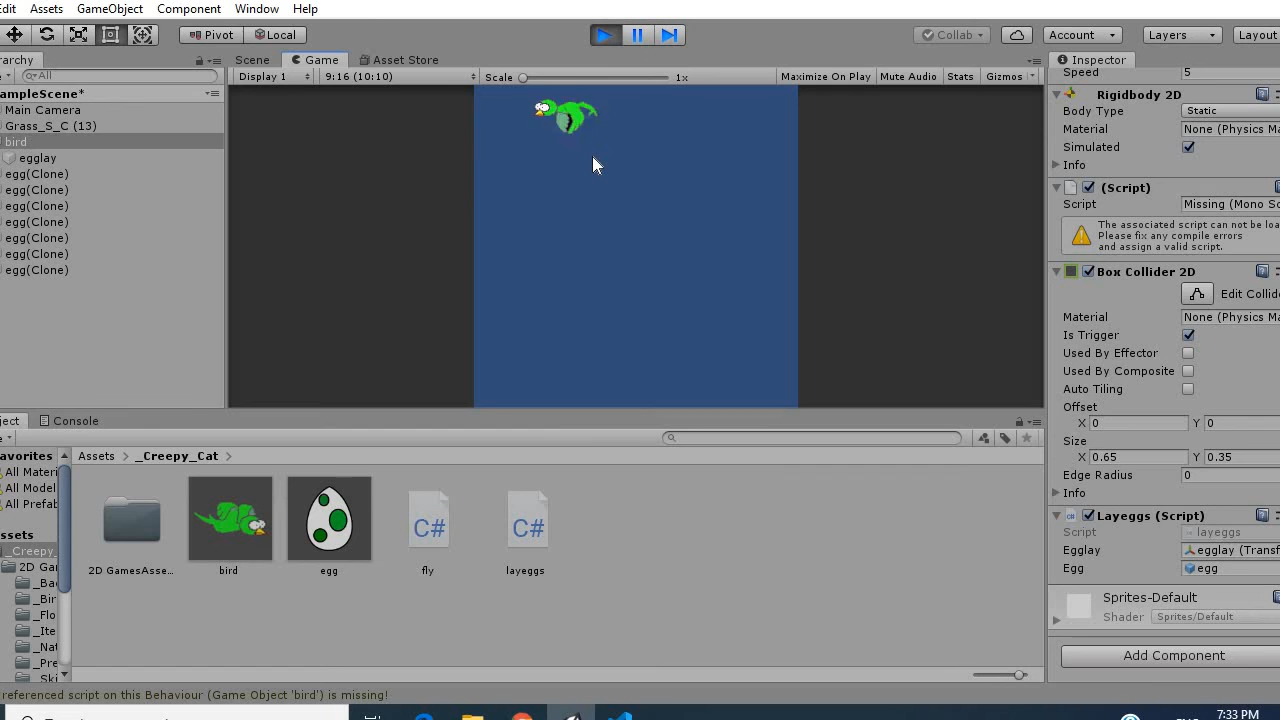 Edit Assets GameObject Component Window Help
Pivot Local Collab Account Layers Layout
rarchy Scene Game Asset Store Inspector
All Display 1 9:16 (10:10) Scale 1x Maximize On Play Mute Audio Stats Gizmos Speed 5
ampleScene*
Main Camera
Grass_S_C (13)
bird
egglay
egg(Clone)
egg(Clone)
egg(Clone)
egg(Clone)
egg(Clone)
egg(Clone)
egg(Clone)
Rigidbody 2D
Body Type Static
Material None (Physics Ma
Simulated
Info
(Script)
Script Missing (Mono Sc
The associated script can not be loa
Please fix any compile errors
and assign a valid script.
Box Collider 2D
Edit Collide
Material None (Physics Ma
Is Trigger
Used By Effector
Used By Composite
Auto Tiling
Offset
X 0 Y 0
Size
X 0.65 Y 0.35
Edge Radius 0
Info
Layeggs (Script)
Script layeggs
Egglay egglay (Transf
Egg egg
Sprites-Default
Shader Sprites/Default
Add Component
ject Console
avorites
All Materi
All Model
All Prefab
ssets
_Creepy_
2D Gar
_Ba
_Bir
_Flo
_Ite
_Nat
_Pre
_Ski
Assets _Creepy_Cat
2D GamesAsse... bird egg fly layeggs
referenced script on this Behaviour (Game Object 'bird') is missing!
7:33 PM